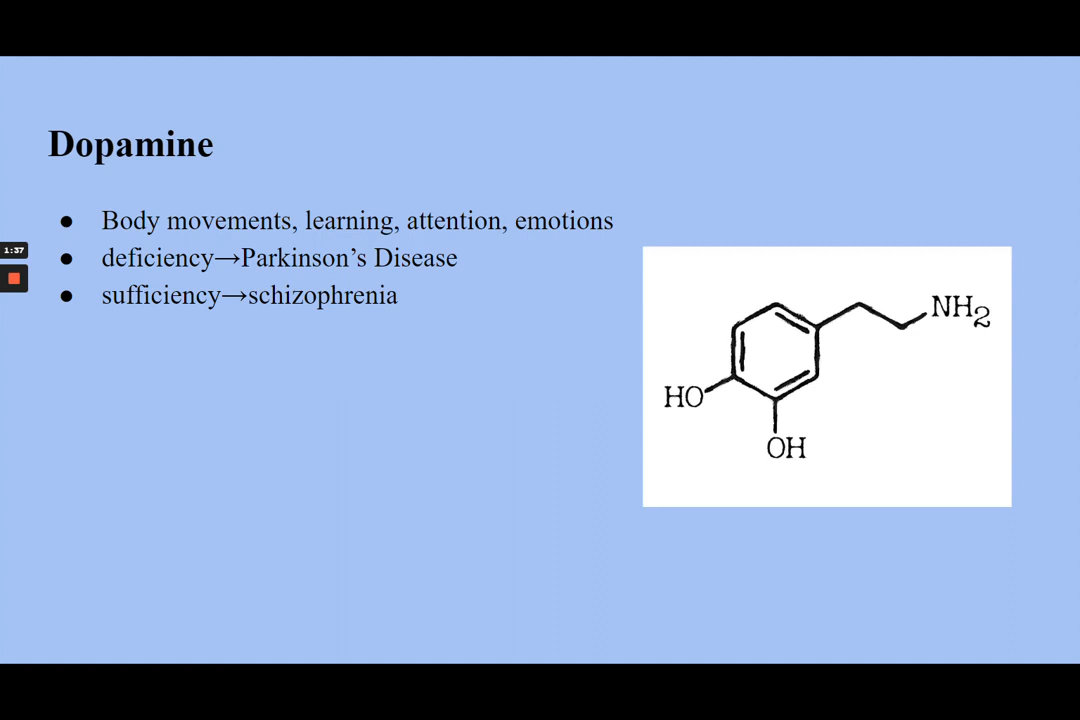 Dopamine
● Body movements, learning, attention, emotions
● deficiency→Parkinson’s Disease
● sufficiency→schizophrenia
1:37
NH2
HO
OH